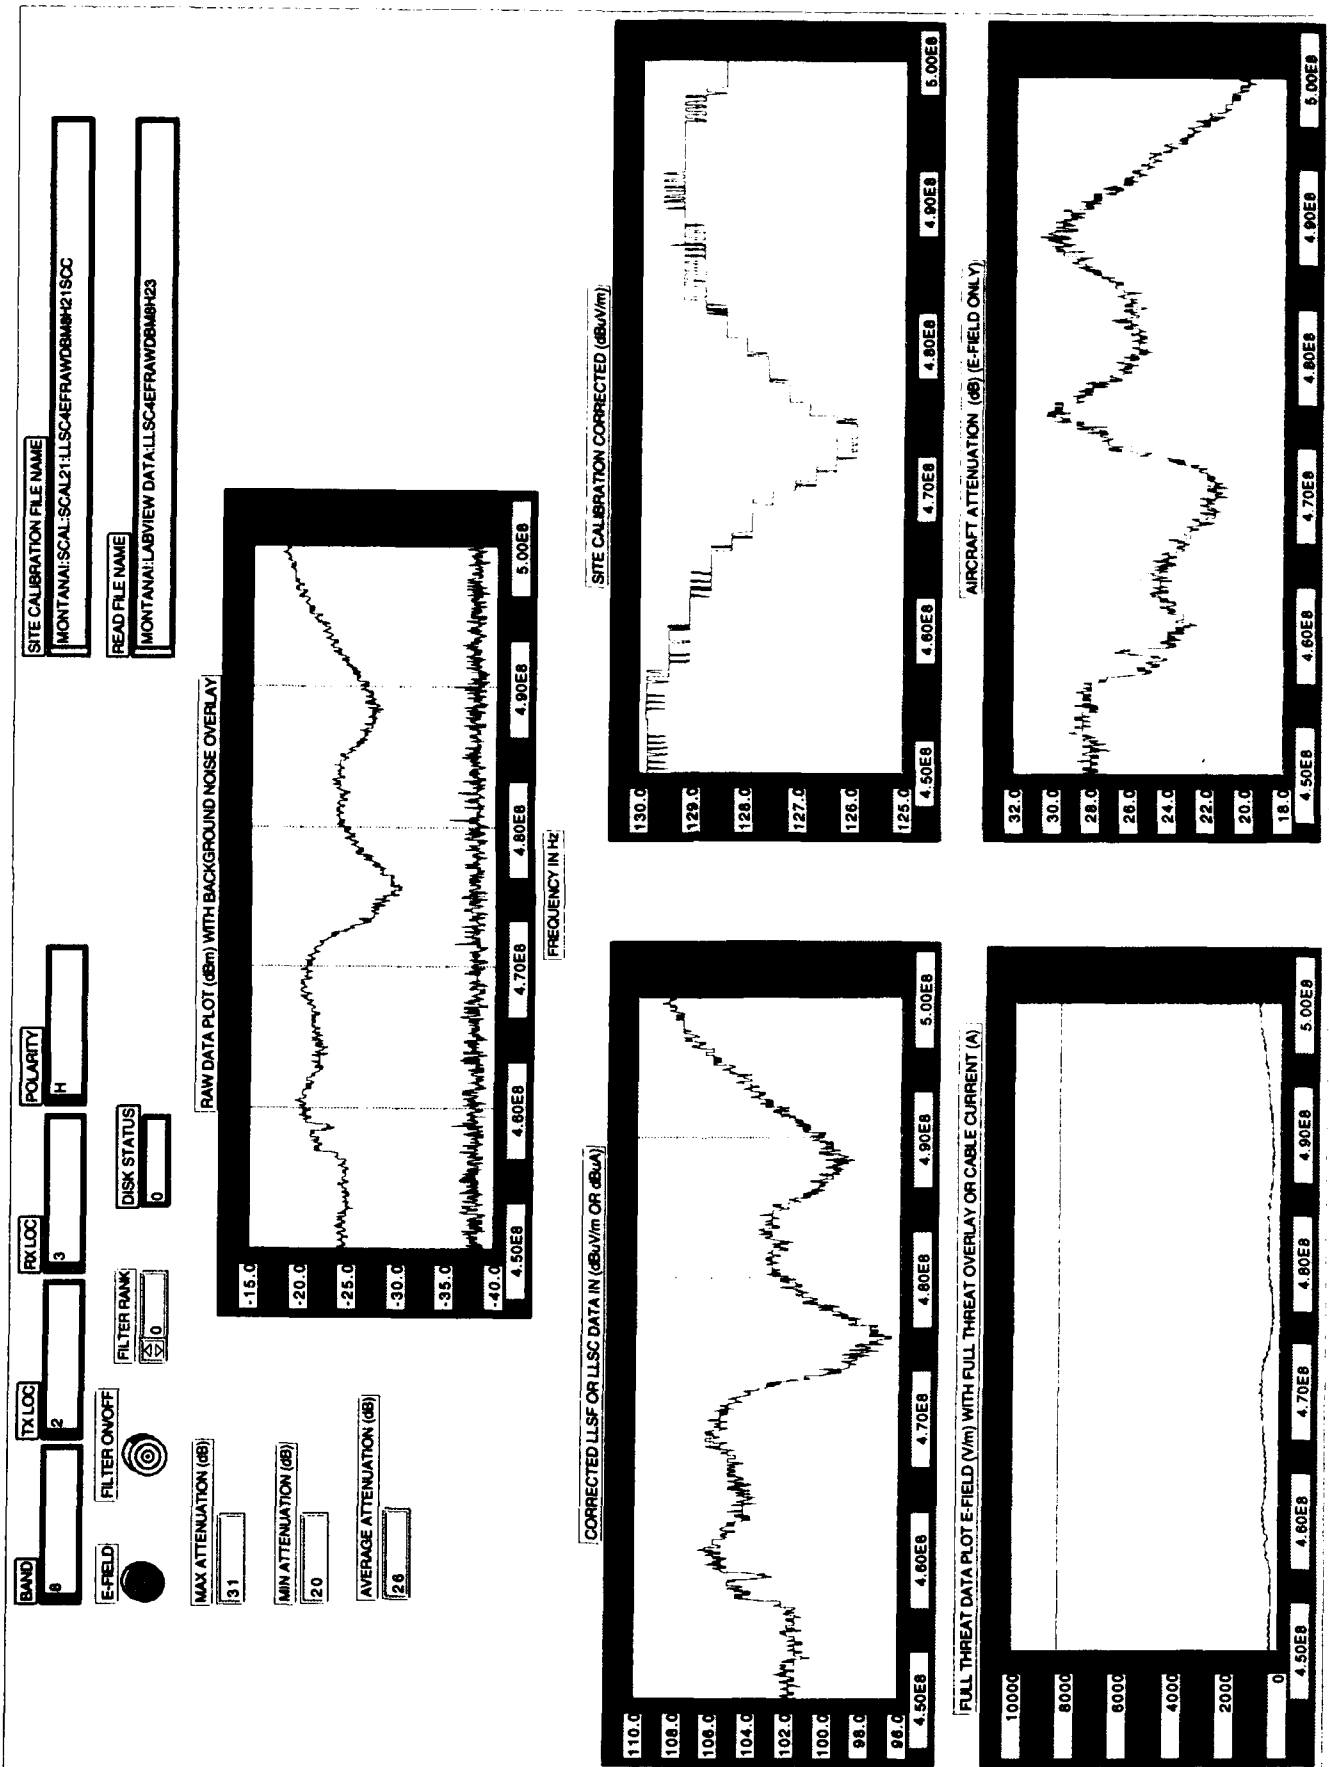 BAND
8
TX LOC
2
RX LOC
3
POLARITY
H
SITE CALIBRATION FILE NAME
MONTANAI:SCAL:SCAL21:LLSC4EFRAWDBM8H21SCC
E-FIELD
FILTER ON/OFF
FILTER RANK
0
DISK STATUS
0
READ FILE NAME
MONTANAI:LABVIEW DATA:LLSC4EFRAWDBM8H23
MAX ATTENUATION (dB)
31
MIN ATTENUATION (dB)
20
AVERAGE ATTENUATION (dB)
26
RAW DATA PLOT (dBm) WITH BACKGROUND NOISE OVERLAY
-15.0
-20.0
-25.0
-30.0
-35.0
-40.0
4.50E8 4.60E8 4.70E8 4.80E8 4.90E8 5.00E8
FREQUENCY IN Hz
CORRECTED LLSF OR LLSC DATA IN (dBuV/m OR dBuA)
110.0
108.0
106.0
104.0
102.0
100.0
98.0
96.0
4.50E8 4.60E8 4.70E8 4.80E8 4.90E8 5.00E8
SITE CALIBRATION CORRECTED (dBuV/m)
130.0
129.0
128.0
127.0
126.0
125.0
4.50E8 4.60E8 4.70E8 4.80E8 4.90E8 5.00E8
FULL THREAT DATA PLOT E-FIELD (V/m) WITH FULL THREAT OVERLAY OR CABLE CURRENT (A)
10000
8000
6000
4000
2000
0
4.50E8 4.60E8 4.70E8 4.80E8 4.90E8 5.00E8
AIRCRAFT ATTENUATION (dB) (E-FIELD ONLY)
32.0
30.0
28.0
26.0
24.0
22.0
20.0
18.0
4.50E8 4.60E8 4.70E8 4.80E8 4.90E8 5.00E8